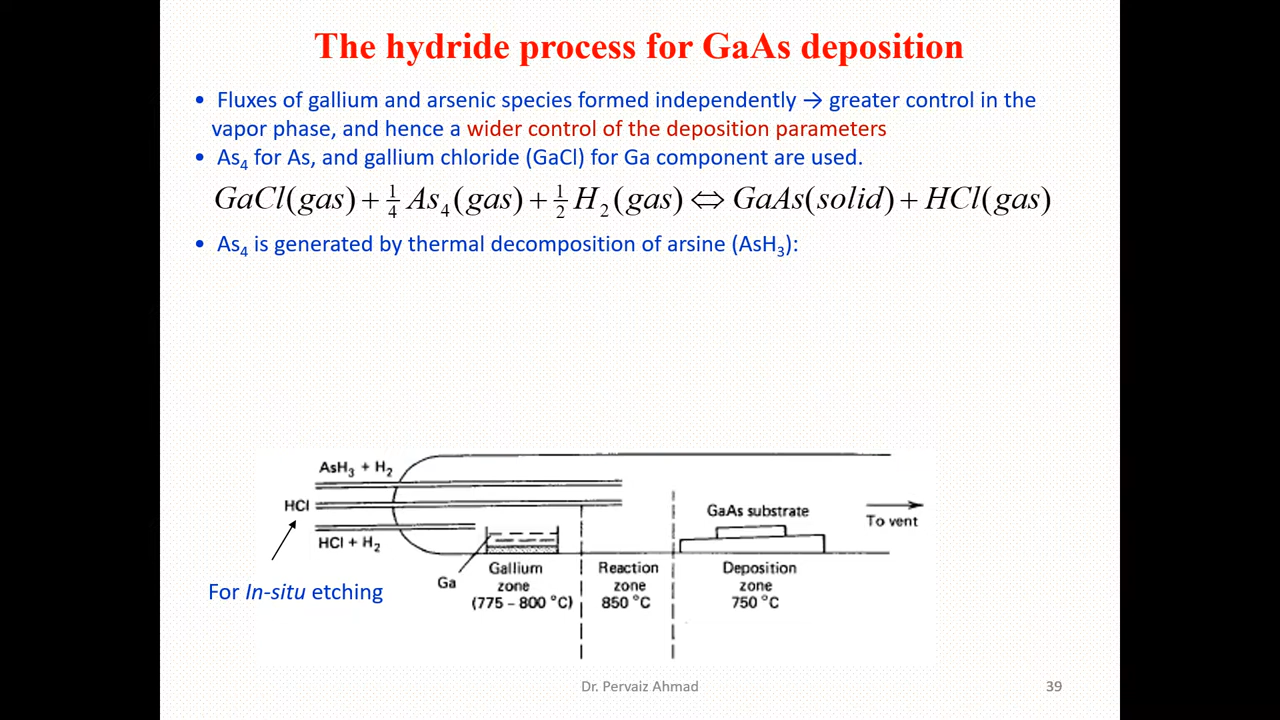 The hydride process for GaAs deposition
• Fluxes of gallium and arsenic species formed independently → greater control in the
vapor phase, and hence a wider control of the deposition parameters
• As₄ for As, and gallium chloride (GaCl) for Ga component are used.
GaCl(gas) + ¼ As₄(gas) + ½ H₂(gas) ⇔ GaAs(solid) + HCl(gas)
• As₄ is generated by thermal decomposition of arsine (AsH₃):
AsH₃ + H₂
HCl
HCl + H₂
For In-situ etching
Ga
Gallium
zone
(775 – 800 °C)
Reaction
zone
850 °C
GaAs substrate
Deposition
zone
750 °C
To vent
Dr. Pervaiz Ahmad
39